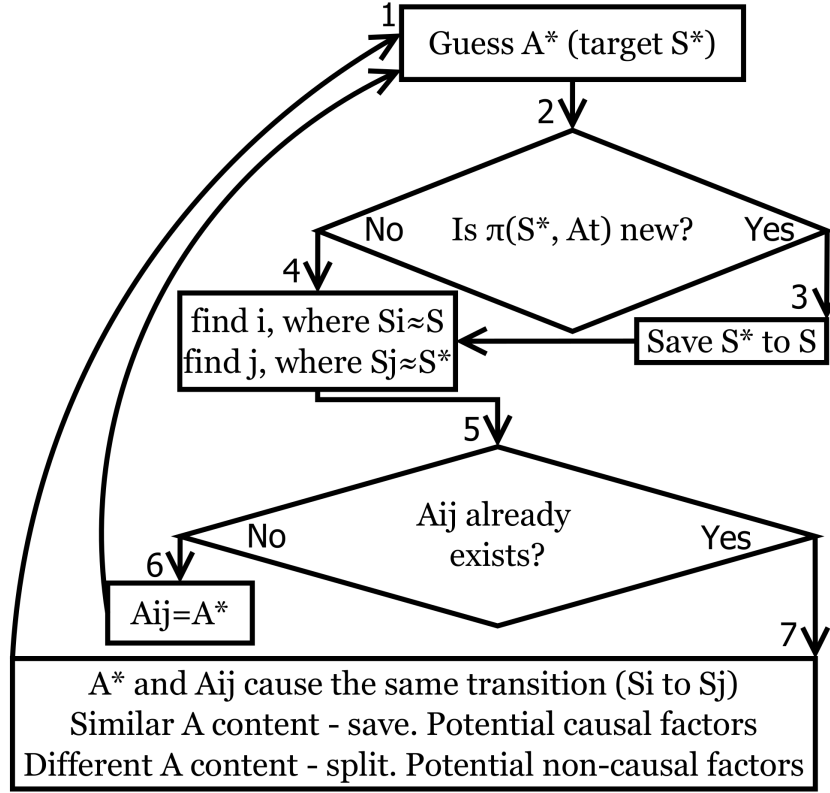 1
Guess A* (target S*)
2
No
Is π(S*, At) new?
Yes
4
3
find i, where Si≈S
find j, where Sj≈S*
Save S* to S
5
No
Aij already
exists?
Yes
6
Aij=A*
7
A* and Aij cause the same transition (Si to Sj)
Similar A content - save. Potential causal factors
Different A content - split. Potential non-causal factors